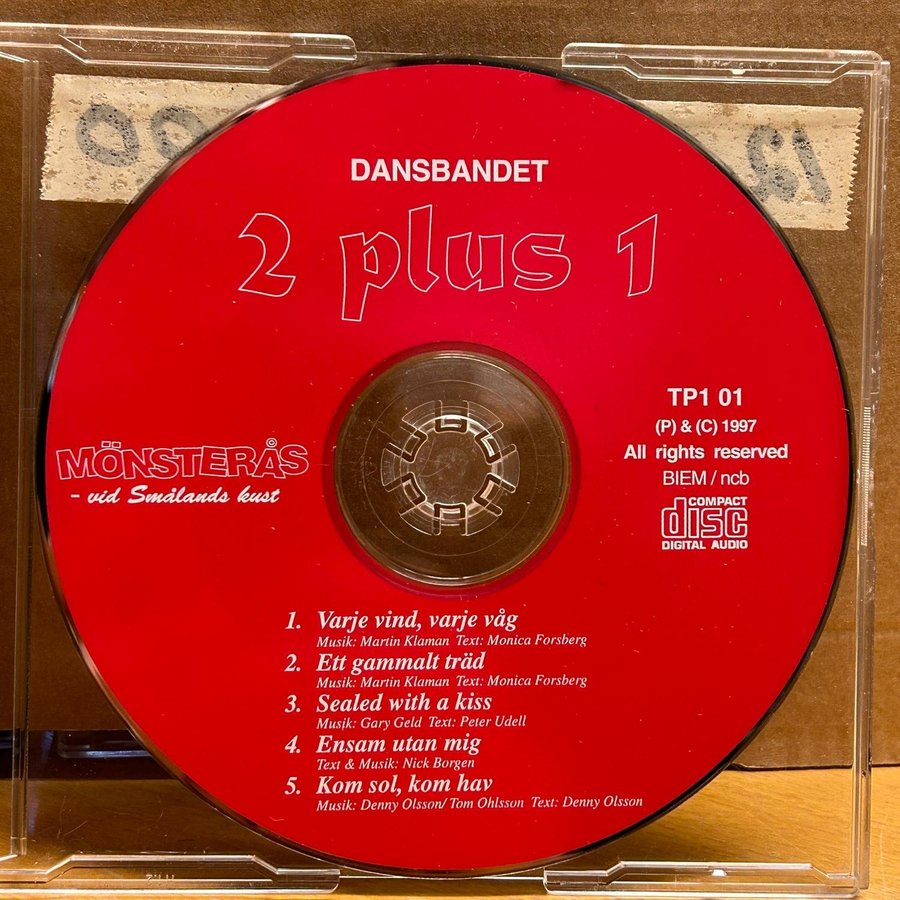 DANSBANDET
2 plus 1
MÖNSTERÅS
- vid Smålands kust
TP1 01
(P) & (C) 1997
All rights reserved
BIEM / ncb
COMPACT
disc
DIGITAL AUDIO
1. Varje vind, varje våg
Musik: Martin Klaman Text: Monica Forsberg
2. Ett gammalt träd
Musik: Martin Klaman Text: Monica Forsberg
3. Sealed with a kiss
Musik: Gary Geld Text: Peter Udell
4. Ensam utan mig
Text & Musik: Nick Borgen
5. Kom sol, kom hav
Musik: Denny Olsson/ Tom Ohlsson Text: Denny Olsson